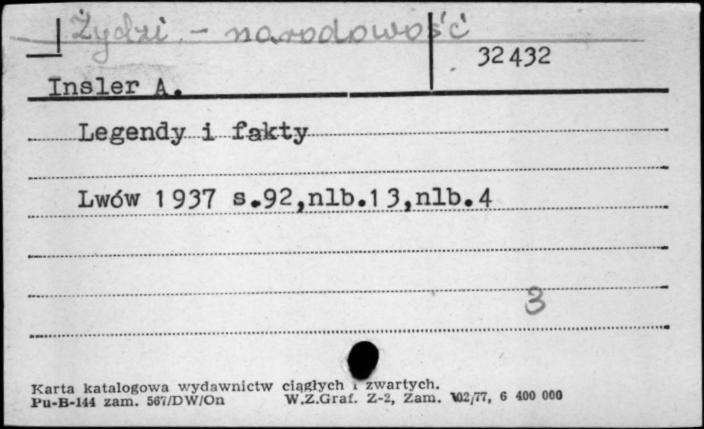 Żydzi - narodowość
32432
Insler A.
Legendy i fakty
Lwów 1937 s.92,nlb.13,nlb.4
3
Karta katalogowa wydawnictw ciągłych i zwartych.
Pu-B-144 zam. 567/DW/On W.Z.Graf. Z-2, Zam. 102/77, 6 400 000